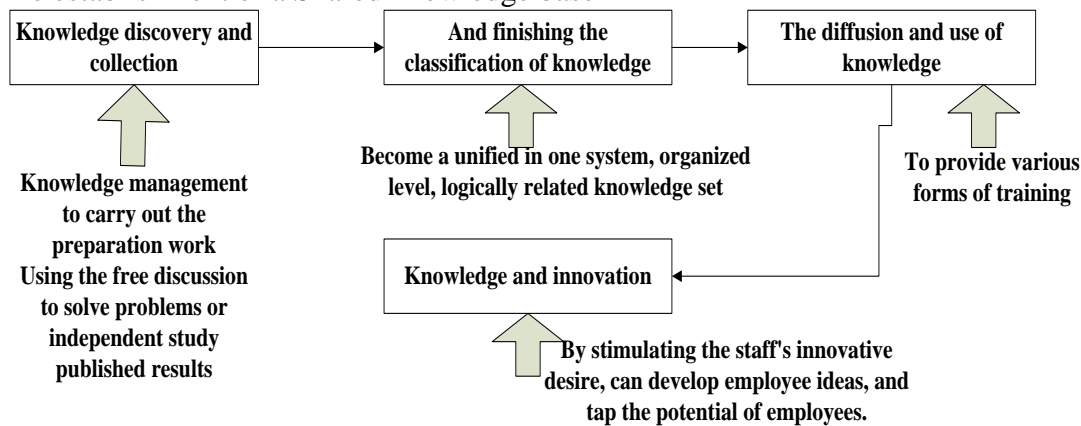 Knowledge discovery and
collection
And finishing the
classification of knowledge
The diffusion and use of
knowledge
Knowledge management
to carry out the
preparation work
Using the free discussion
to solve problems or
independent study
published results
Become a unified in one system, organized
level, logically related knowledge set
To provide various
forms of training
Knowledge and innovation
By stimulating the staff's innovative
desire, can develop employee ideas, and
tap the potential of employees.